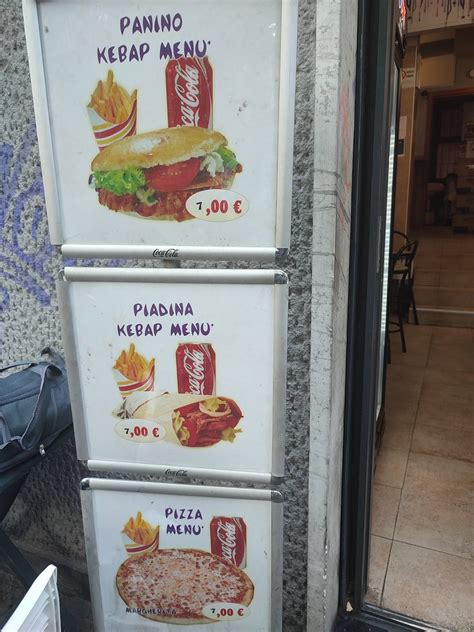 PANINO
KEBAP MENU'
Coca-Cola
7,00 €
Coca-Cola
PIADINA
KEBAP MENU'
Coca-Cola
7,00 €
Coca-Cola
PIZZA
MENU'
Coca-Cola
MARGHERITA
7,00 €